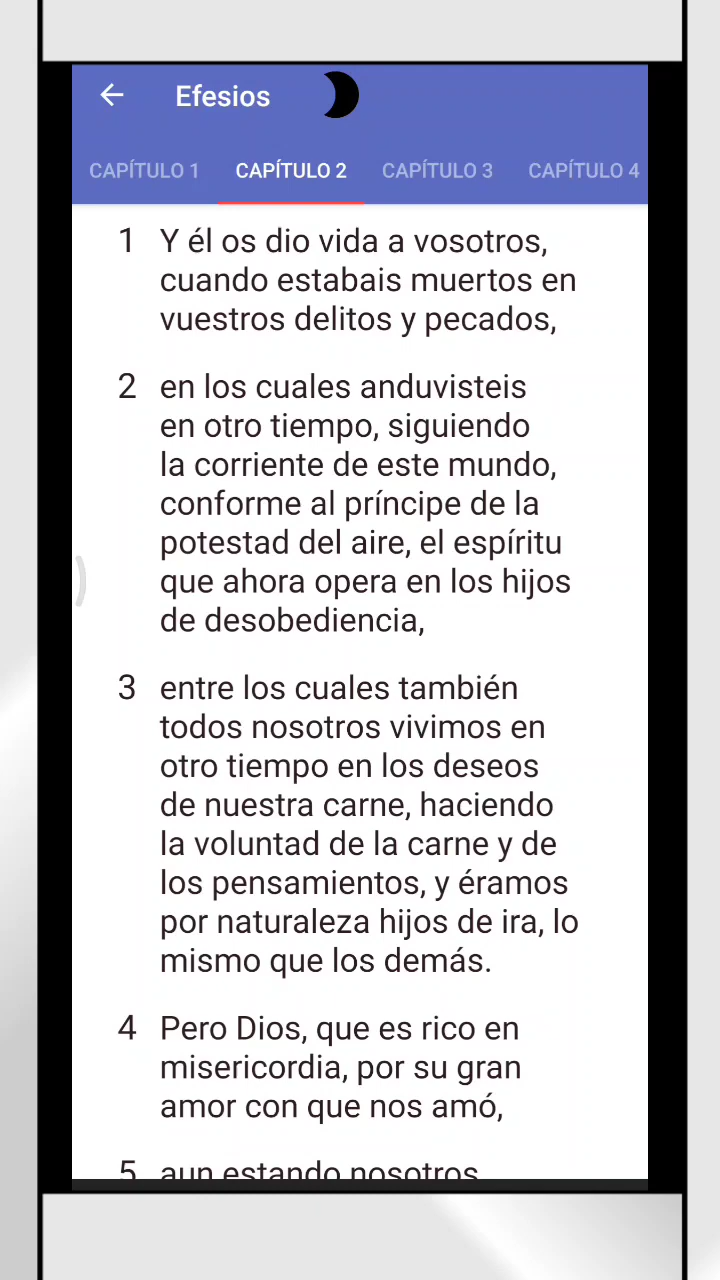 Efesios
CAPÍTULO 1 CAPÍTULO 2 CAPÍTULO 3 CAPÍTULO 4
1 Y él os dio vida a vosotros,
cuando estabais muertos en
vuestros delitos y pecados,
2 en los cuales anduvisteis
en otro tiempo, siguiendo
la corriente de este mundo,
conforme al príncipe de la
potestad del aire, el espíritu
que ahora opera en los hijos
de desobediencia,
3 entre los cuales también
todos nosotros vivimos en
otro tiempo en los deseos
de nuestra carne, haciendo
la voluntad de la carne y de
los pensamientos, y éramos
por naturaleza hijos de ira, lo
mismo que los demás.
4 Pero Dios, que es rico en
misericordia, por su gran
amor con que nos amó,
5 aun estando nosotros